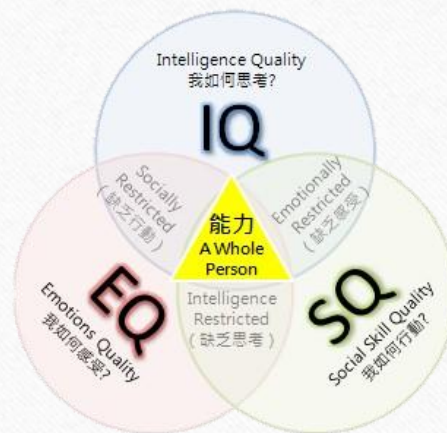 Intelligence Quality
我如何思考?
IQ
Socially
Restricted
(缺乏行動)
Emotionally
Restricted
(缺乏感受)
能力
A Whole
Person
EQ
Emotions Quality
我如何感受?
Intelligence
Restricted
(缺乏思考)
SQ
Social Skill Quality
我如何行動?